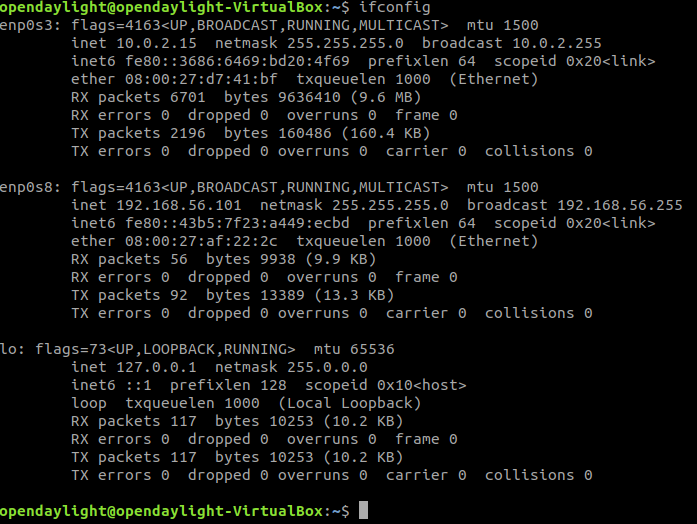 opendaylight@opendaylight-VirtualBox:~$ ifconfig
enp0s3: flags=4163<UP,BROADCAST,RUNNING,MULTICAST>  mtu 1500
        inet 10.0.2.15  netmask 255.255.255.0  broadcast 10.0.2.255
        inet6 fe80::3686:6469:bd20:4f69  prefixlen 64  scopeid 0x20<link>
        ether 08:00:27:d7:41:bf  txqueuelen 1000  (Ethernet)
        RX packets 6701  bytes 9636410 (9.6 MB)
        RX errors 0  dropped 0  overruns 0  frame 0
        TX packets 2196  bytes 160486 (160.4 KB)
        TX errors 0  dropped 0 overruns 0  carrier 0  collisions 0

enp0s8: flags=4163<UP,BROADCAST,RUNNING,MULTICAST>  mtu 1500
        inet 192.168.56.101  netmask 255.255.255.0  broadcast 192.168.56.255
        inet6 fe80::43b5:7f23:a449:ecbd  prefixlen 64  scopeid 0x20<link>
        ether 08:00:27:af:22:2c  txqueuelen 1000  (Ethernet)
        RX packets 56  bytes 9938 (9.9 KB)
        RX errors 0  dropped 0  overruns 0  frame 0
        TX packets 92  bytes 13389 (13.3 KB)
        TX errors 0  dropped 0 overruns 0  carrier 0  collisions 0

lo: flags=73<UP,LOOPBACK,RUNNING>  mtu 65536
        inet 127.0.0.1  netmask 255.0.0.0
        inet6 ::1  prefixlen 128  scopeid 0x10<host>
        loop  txqueuelen 1000  (Local Loopback)
        RX packets 117  bytes 10253 (10.2 KB)
        RX errors 0  dropped 0  overruns 0  frame 0
        TX packets 117  bytes 10253 (10.2 KB)
        TX errors 0  dropped 0 overruns 0  carrier 0  collisions 0

opendaylight@opendaylight-VirtualBox:~$